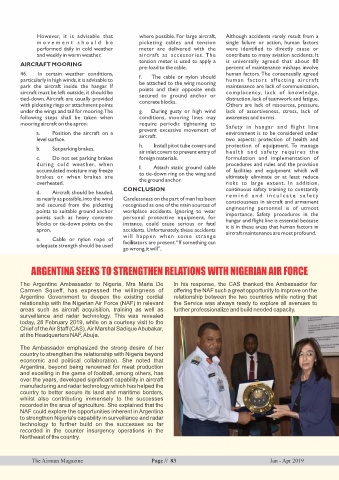 However, it is advisable that
movement should be
performed daily in cold weather
and weekly in warm weather.
AIRCRAFT MOORING
46. In certain weather conditions,
particularly in high winds, it is advisable to
park the aircraft inside the hangar. If
aircraft must be left outside, it should be
tied-down. Aircraft are usually provided
with picketing rings or attachment points
under the wings and tail for mooring. The
following steps shall be taken when
mooring aircraft on the apron:
a. Position the aircraft on a
level surface.
b. Set parking brakes.
c. Do not set parking brakes
during cold weather, when
accumulated moisture may freeze
brakes or when brakes are
overheated.
d. Aircraft should be headed,
as nearly as possible, into the wind
and secured from the picketing
points to suitable ground anchor
points such as heavy concrete
blocks or tie-down points on the
apron.
e. Cable or nylon rope of
adequate strength should be used
where possible. For large aircraft,
picketing cables and tension
meter are delivered with the
aircraft as accessories. The
tension meter is used to apply a
pre-load to the cable.
f. The cable or nylon should
be attached to the wing mooring
points and their opposite ends
secured to ground anchor or
concrete blocks.
g. During gusty or high wind
conditions, mooring lines may
require periodic tightening to
prevent excessive movement of
aircraft.
h. Install pitot tube covers and
air inlet covers to prevent entry of
foreign materials.
I. Attach static ground cable
to tie-down ring on the wing and
the ground anchor.
CONCLUSION
Carelessness on the part of man has been
recognised as one of the main sources of
workplace accidents. Ignoring to wear
personal protective equipment, for
instance, could cause serious or fatal
accidents. Unfortunately, these accidents
will happen when some strange
facilitators are present. "If something can
go wrong, it will".
Although accidents rarely result from a
single failure or action, human factors
were identified to directly cause or
contribute to many aviation accidents. It
is universally agreed that about 80
percent of maintenance mishaps involve
human factors. The consensually agreed
human factors affecting aircraft
maintenance are lack of communication,
complacency, lack of knowledge,
distraction, lack of teamwork and fatigue.
Others are lack of resources, pressure,
lack of assertiveness, stress, lack of
awareness and norms.
Safety in hangar and flight line
environment is to be considered under
two aspects: protection of health and
protection of equipment. To manage
health and safety requires the
formulation and implementation of
procedures and rules and the provision
of facilities and equipment which will
ultimately eliminate or at least reduce
risks to large extent. In addition,
continuous safety training to constantly
remind and inculcate safety
consciousness in aircraft and armament
engineering personnel is of utmost
importance. Safety procedures in the
hangar and flight line is essential because
it is in these areas that human factors in
aircraft maintenance are most profound.
ARGENTINA SEEKS TO STRENGTHEN RELATIONS WITH NIGERIAN AIR FORCE
The Argentine Ambassador to Nigeria, Mrs Maria De
Carmen Squeff, has expressed the willingness of
Argentine Government to deepen the existing cordial
relationship with the Nigerian Air Force (NAF) in relevant
areas such as aircraft acquisition, training as well as
surveillance and radar technology. This was revealed
today, 28 February 2019, while on a courtesy visit to the
Chief of the Air Staff (CAS), Air Marshal Sadique Abubakar,
at the Headquarters NAF, Abuja.
The Ambassador emphasized the strong desire of her
country to strengthen the relationship with Nigeria beyond
economic and political collaboration. She noted that
Argentina, beyond being renowned for meat production
and excelling in the game of football, among others, has
over the years, developed significant capability in aircraft
manufacturing and radar technology which has helped the
country to better secure its land and maritime borders,
whilst also contributing immensely to the successes
recorded in the area of agriculture. She explained that the
NAF could explore the opportunities inherent in Argentina
to strengthen Nigeria's capability in surveillance and radar
technology to further build on the successes so far
recorded in the counter insurgency operations in the
Northeast of the country.
In his response, the CAS thanked the Ambassador for
offering the NAF such a great opportunity to improve on the
relationship between the two countries while noting that
the Service was always ready to explore all avenues to
further professionalize and build needed capacity.
The Airman Magazine Page // 83 Jan - Apr 2019